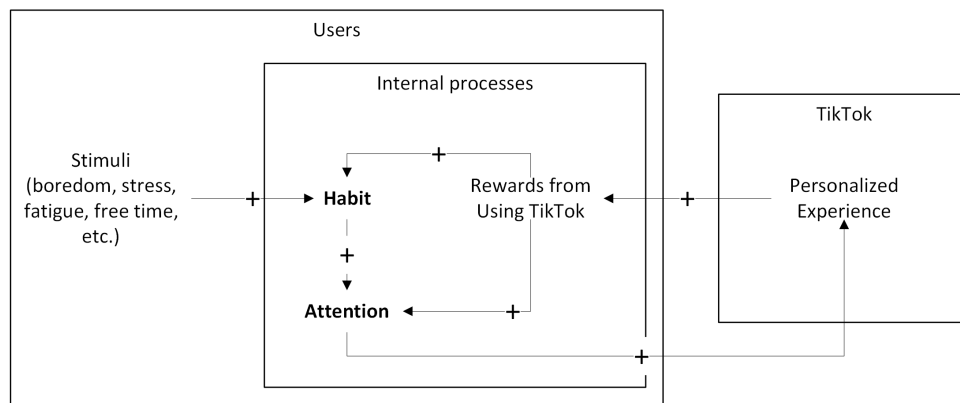 Users
Internal processes
TikTok
Stimuli
(boredom, stress,
fatigue, free time,
etc.)
+
Habit
+
Rewards from
Using TikTok
+
Personalized
Experience
+
Attention
+
+